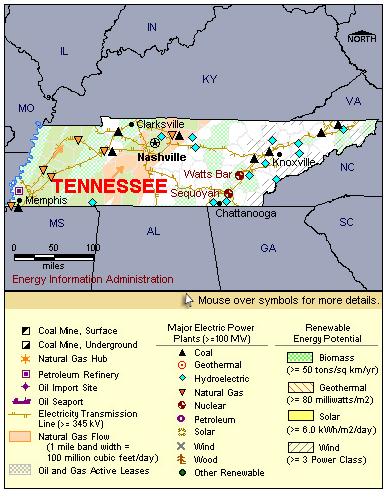 IN
IL
NORTH
KY
MO
VA
Clarksville
Nashville
Knoxville
NC
Watts Bar
TENNESSEE
Sequoyah
Memphis
Chattanooga
MS
AL
GA
SC
0 50 100
miles
Energy Information Administration
Mouse over symbols for more details.
Coal Mine, Surface
Coal Mine, Underground
Natural Gas Hub
Petroleum Refinery
Oil Import Site
Oil Seaport
Electricity Transmission
Line (>= 345 kV)
Natural Gas Flow
(1 mile band width =
100 million cubic feet/day)
Oil and Gas Active Leases
Major Electric Power
Plants (>=100 MW)
Coal
Geothermal
Hydroelectric
Natural Gas
Nuclear
Petroleum
Solar
Wind
Wood
Other Renewable
Renewable
Energy Potential
Biomass
(>= 50 tons/sq km/yr)
Geothermal
(>= 80 milliwatts/m2)
Solar
(>= 6.0 kWh/m2/day)
Wind
(>= 3 Power Class)